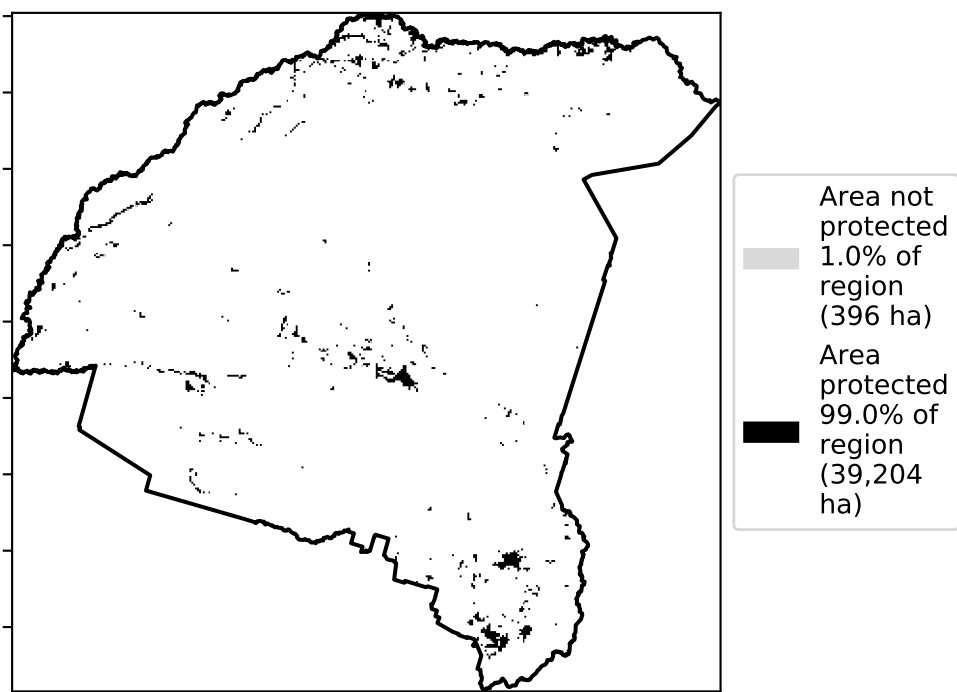 Area not
protected
1.0% of
region
(396 ha)
Area
protected
99.0% of
region
(39,204
ha)